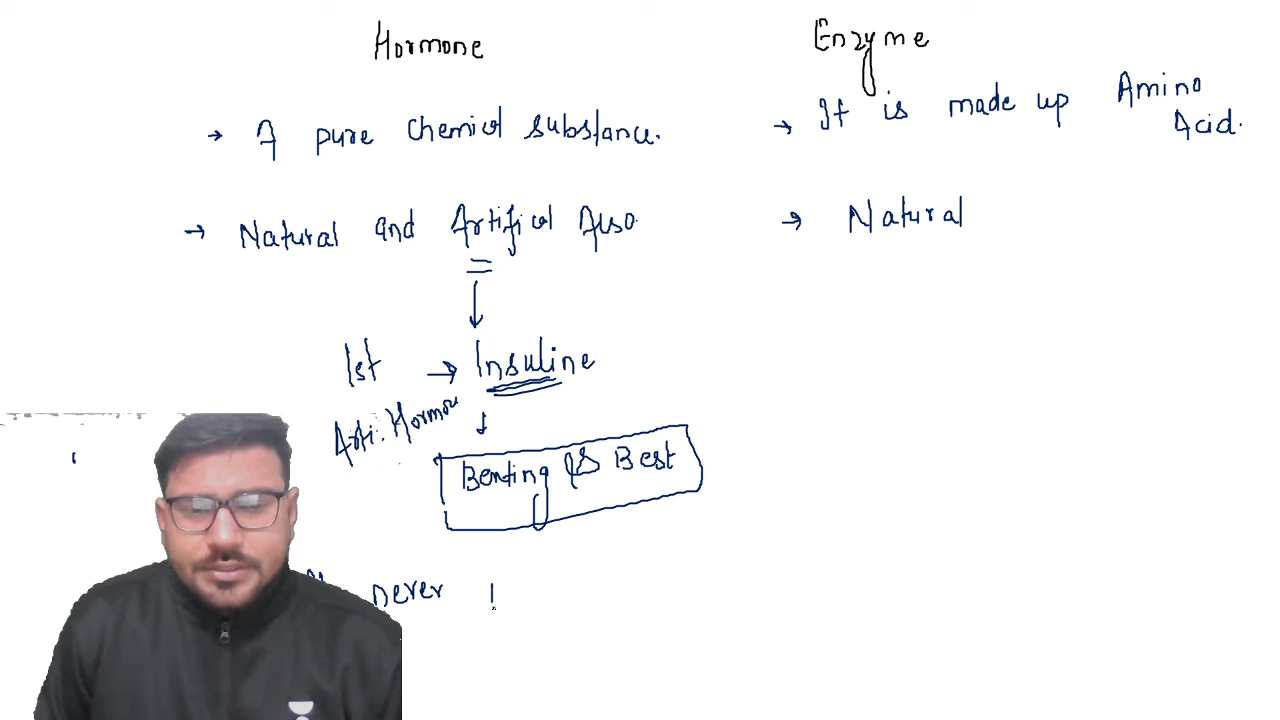 Hormone
Enzyme
→ A pure chemical substance.
→ It is made up Amino Acid.
→ Natural and Artificial Also.
→ Natural
1st → Insuline
Arti. Hormone
Benting & Best
never